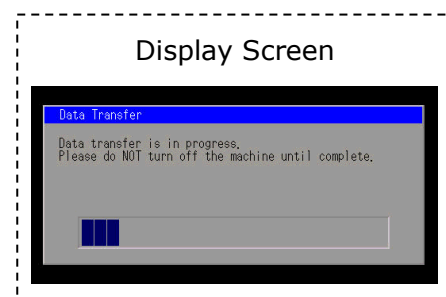 Display Screen
Data Transfer
Data transfer is in progress.
Please do NOT turn off the machine until complete.